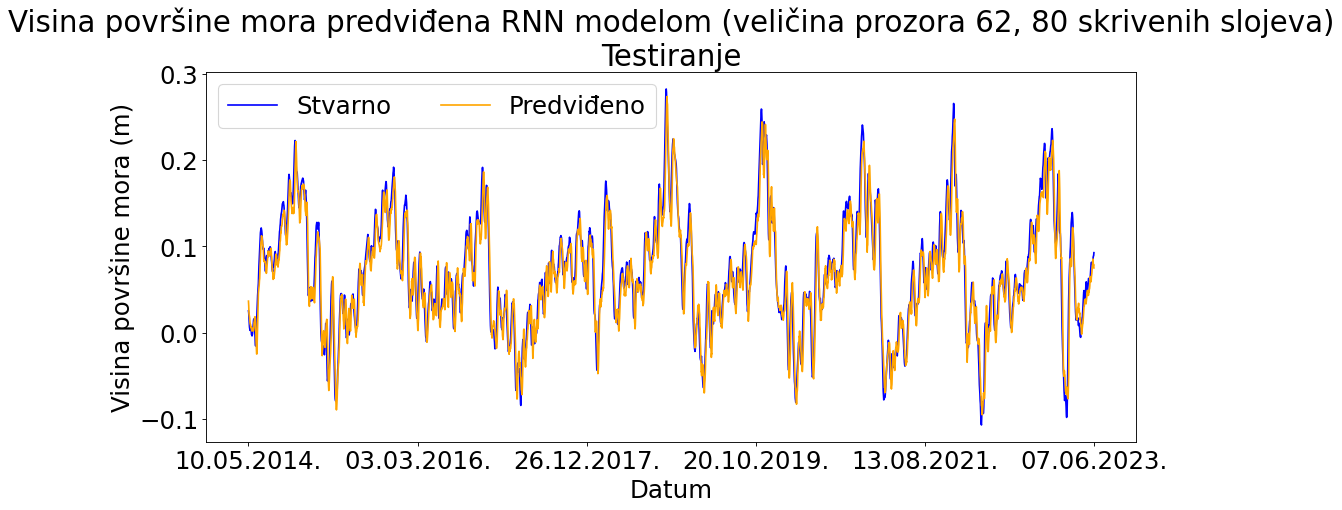 Visina površine mora predviđena RNN modelom (veličina prozora 62, 80 skrivenih slojeva)
Testiranje
Stvarno
Predviđeno
Visina površine mora (m)
0.3
0.2
0.1
0.0
−0.1
10.05.2014.
03.03.2016.
26.12.2017.
20.10.2019.
13.08.2021.
07.06.2023.
Datum